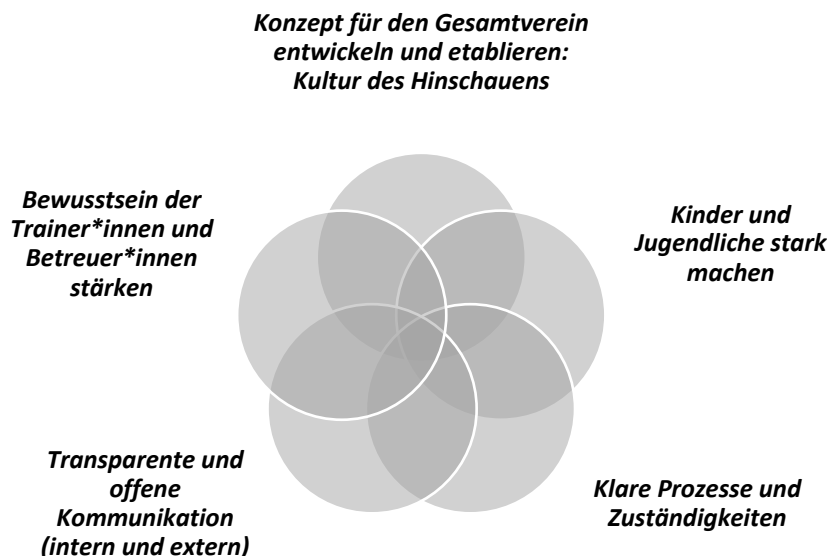 Konzept für den Gesamtverein
entwickeln und etablieren:
Kultur des Hinschauens
Bewusstsein der
Trainer*innen und
Betreuer*innen
stärken
Kinder und
Jugendliche stark
machen
Transparente und
offene
Kommunikation
(intern und extern)
Klare Prozesse und
Zuständigkeiten